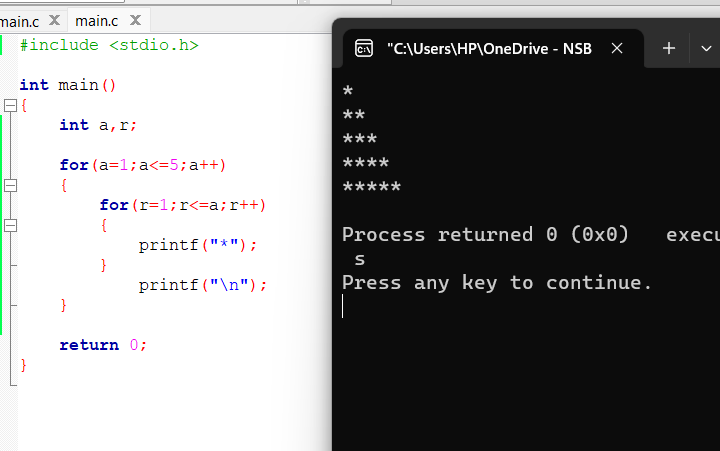 main.c X main.c X
#include <stdio.h>
int main()
{
int a,r;
for(a=1;a<=5;a++)
{
for(r=1;r<=a;r++)
{
printf("*");
}
printf("\n");
}
return 0;
}
"C:\Users\HP\OneDrive - NSB
*
**
***
****
*****
Process returned 0 (0x0)   execu
s
Press any key to continue.